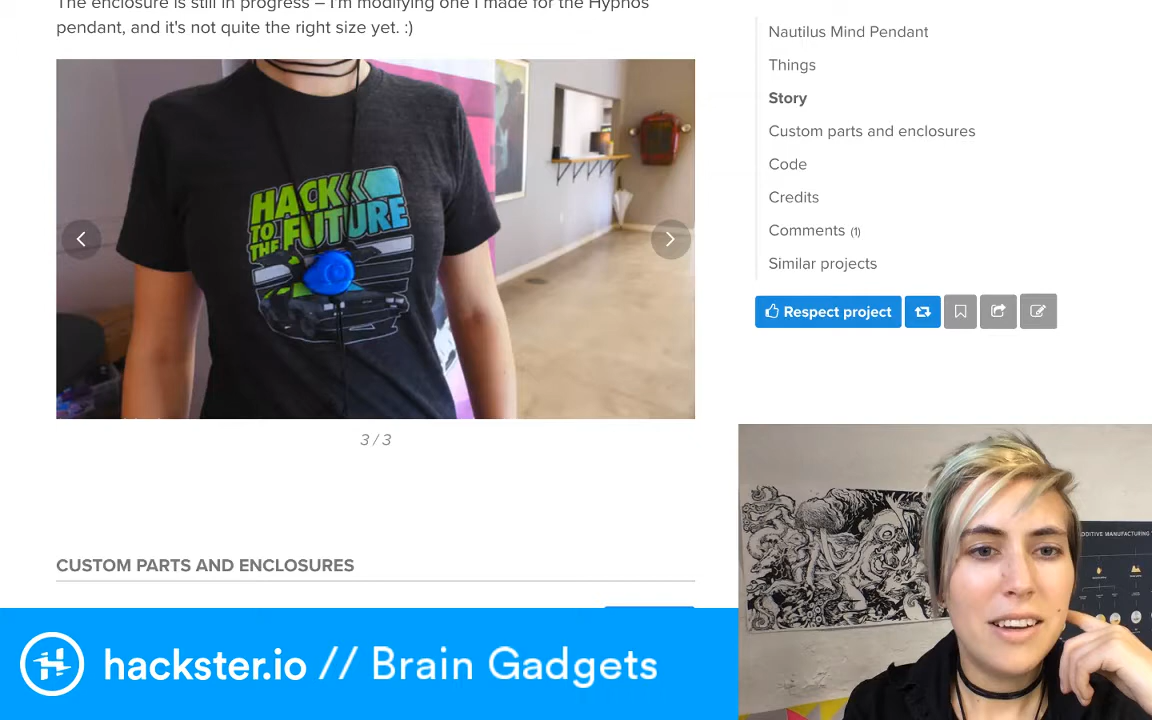 The enclosure is still in progress – I'm modifying one I made for the Hypnos
pendant, and it's not quite the right size yet. :)
HACK
TO THE FUTURE
3 / 3
CUSTOM PARTS AND ENCLOSURES
Nautilus Mind Pendant
Things
Story
Custom parts and enclosures
Code
Credits
Comments (1)
Similar projects
Respect project
DDITIVE MANUFACTURING
hackster.io // Brain Gadgets